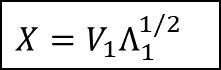 X = V₁Λ₁^{1/2}